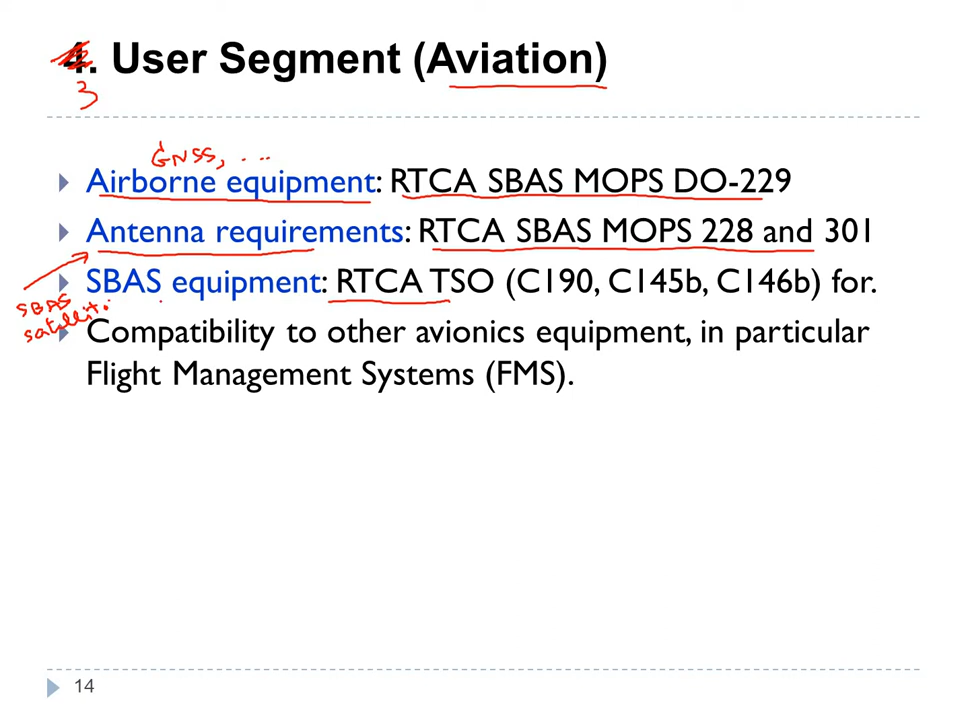 4. User Segment (Aviation)
3
GNSS, ...
Airborne equipment: RTCA SBAS MOPS DO-229
Antenna requirements: RTCA SBAS MOPS 228 and 301
SBAS equipment: RTCA TSO (C190, C145b, C146b) for.
SBAS
Compatibility to other avionics equipment, in particular
Flight Management Systems (FMS).
14